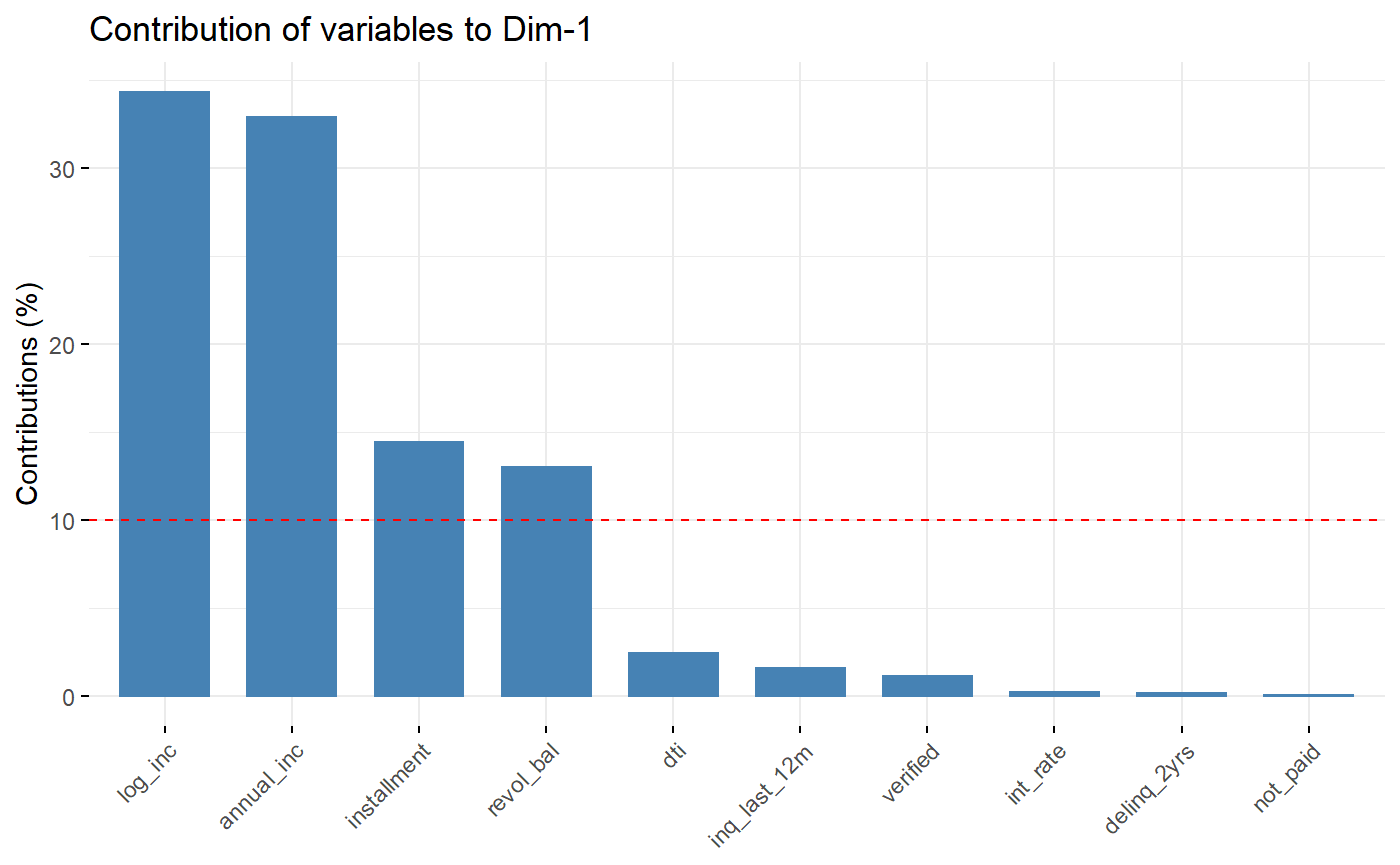 Contribution of variables to Dim-1
Contributions (%)
30
20
10
0
log_inc
annual_inc
installment
revol_bal
dti
inq_last_12m
verified
int_rate
delinq_2yrs
not_paid